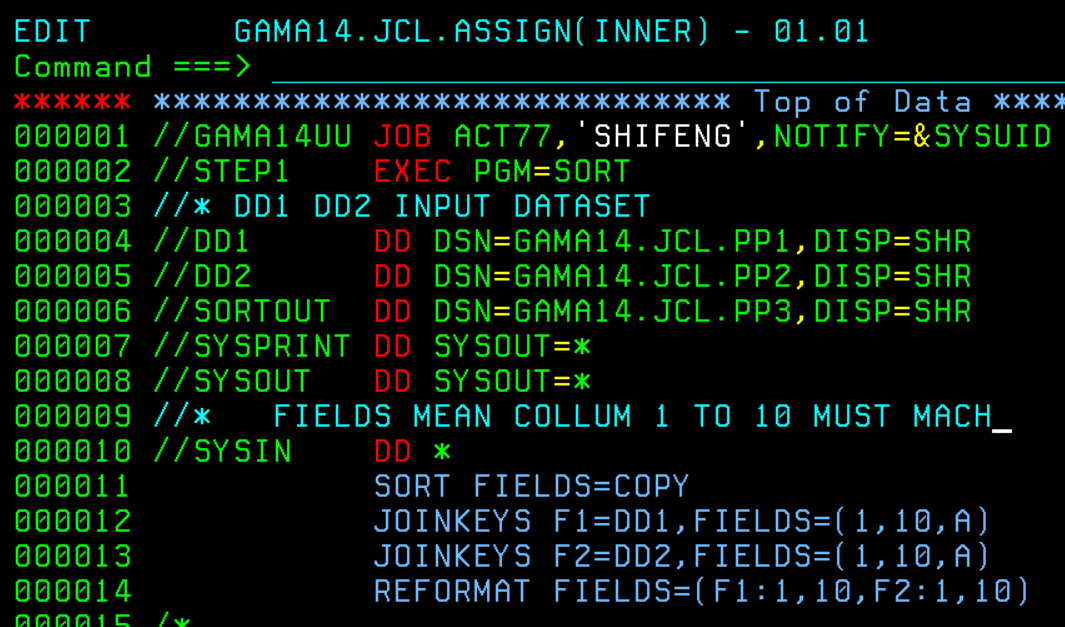 EDIT       GAMA14.JCL.ASSIGN(INNER) - 01.01
Command ===>
****** ***************************** Top of Data ****
000001 //GAMA14UU JOB ACT77,'SHIFENG',NOTIFY=&SYSUID
000002 //STEP1    EXEC PGM=SORT
000003 //* DD1 DD2 INPUT DATASET
000004 //DD1      DD DSN=GAMA14.JCL.PP1,DISP=SHR
000005 //DD2      DD DSN=GAMA14.JCL.PP2,DISP=SHR
000006 //SORTOUT  DD DSN=GAMA14.JCL.PP3,DISP=SHR
000007 //SYSPRINT DD SYSOUT=*
000008 //SYSOUT   DD SYSOUT=*
000009 //*   FIELDS MEAN COLLUM 1 TO 10 MUST MACH_
000010 //SYSIN    DD *
000011            SORT FIELDS=COPY
000012            JOINKEYS F1=DD1,FIELDS=(1,10,A)
000013            JOINKEYS F2=DD2,FIELDS=(1,10,A)
000014            REFORMAT FIELDS=(F1:1,10,F2:1,10)
000015 /*